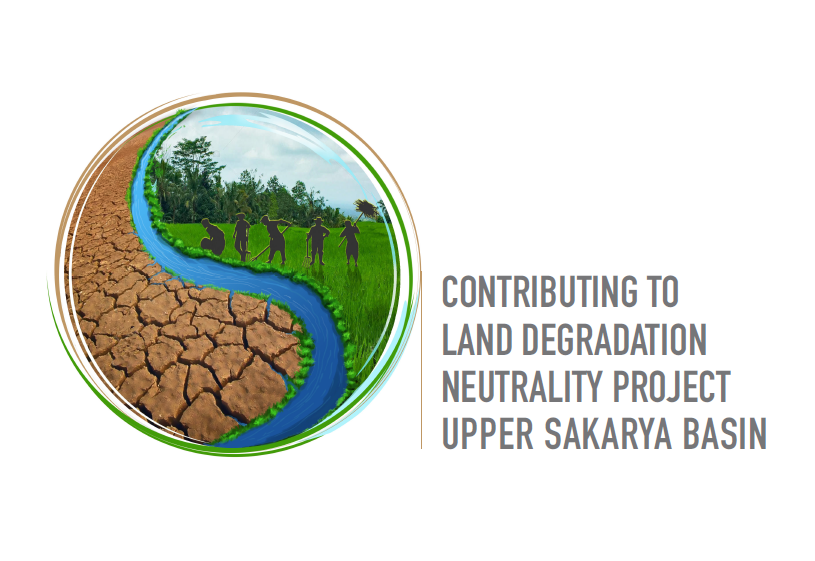 CONTRIBUTING TO
LAND DEGRADATION
NEUTRALITY PROJECT
UPPER SAKARYA BASIN